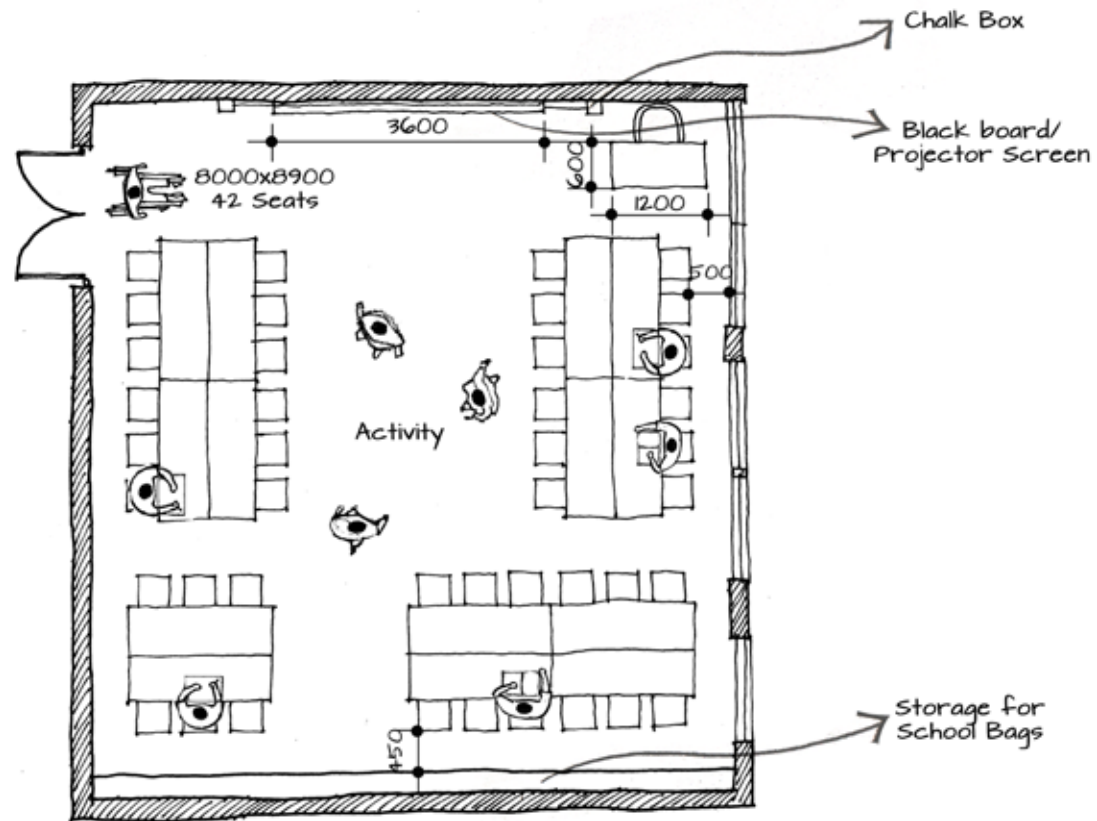 Chalk Box
3600
Black board/
Projector Screen
600
8000x8900
42 Seats
1200
500
Activity
Storage for
School Bags
450